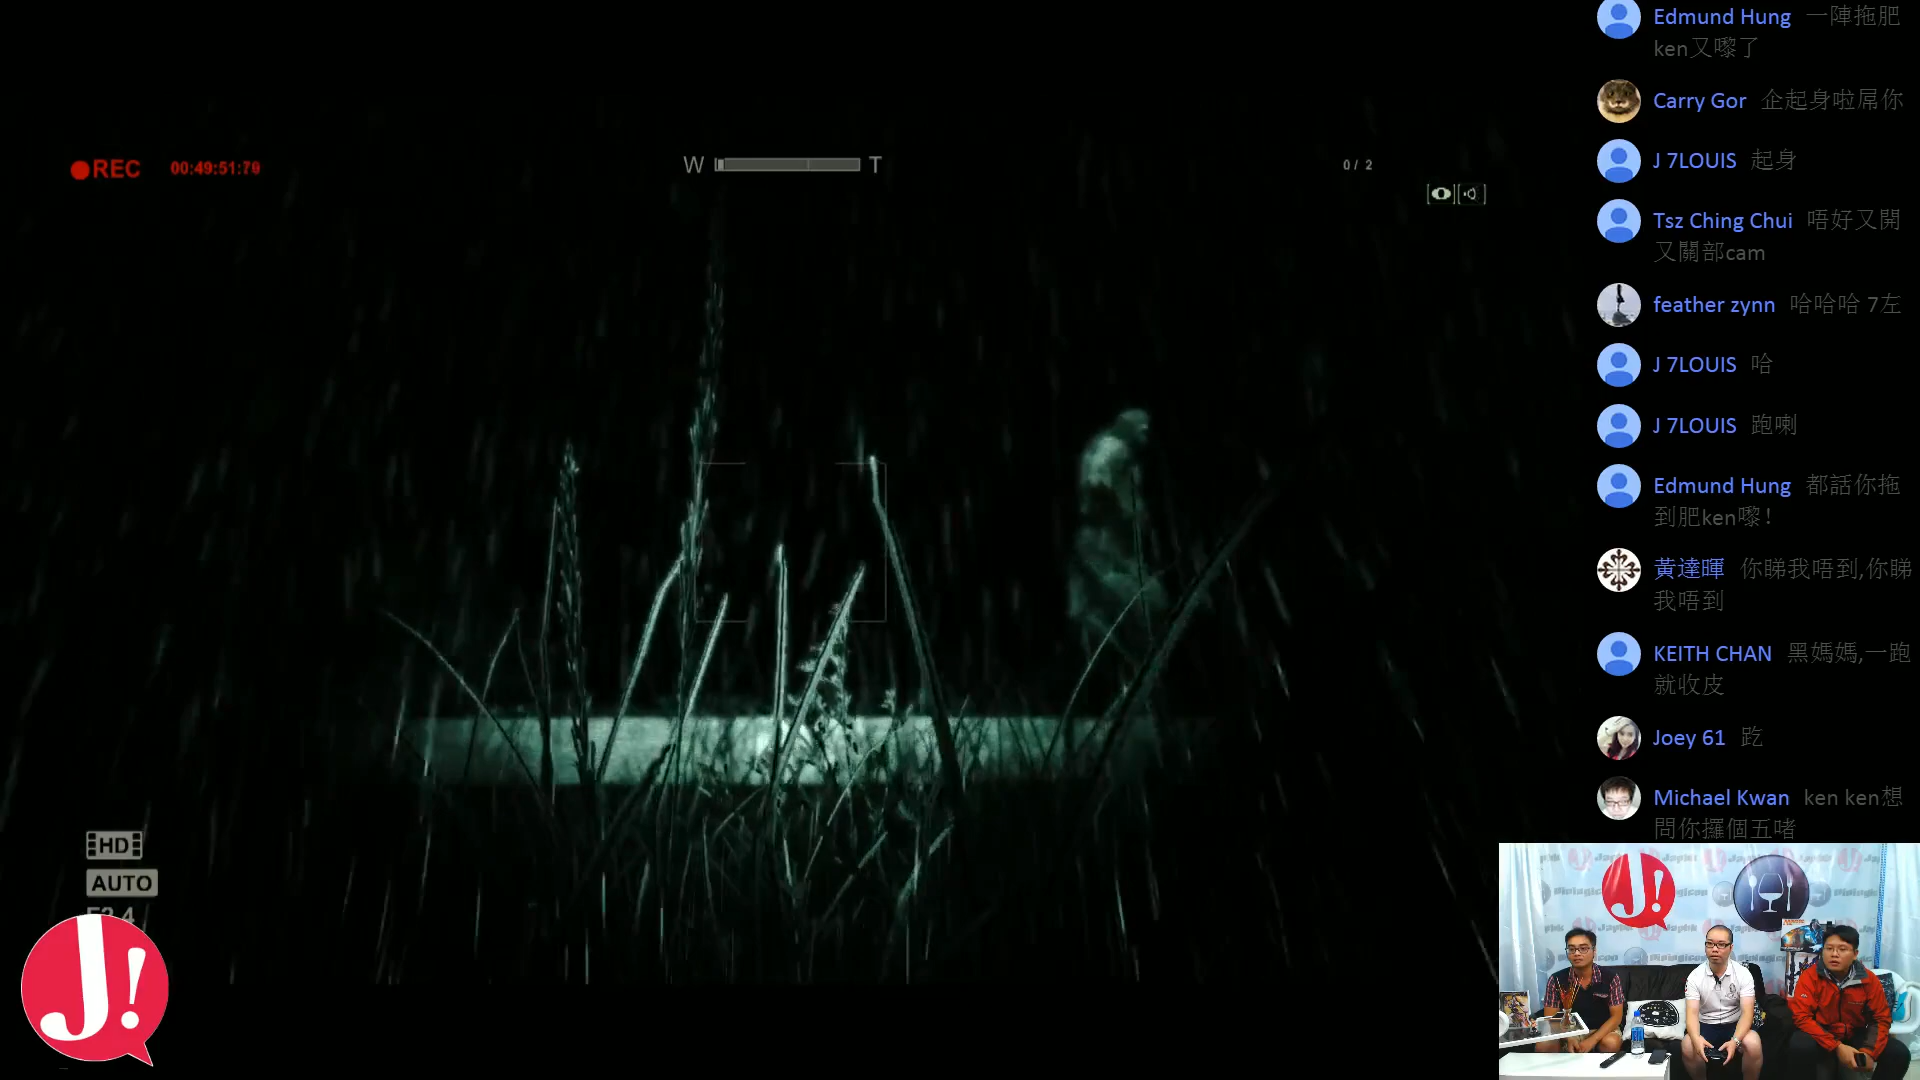 REC 00:49:51:70
W T
0 / 2
HD
AUTO
F2.4
J!
Edmund Hung 一陣拖肥
ken又嚟了
Carry Gor 企起身啦屌你
J 7LOUIS 起身
Tsz Ching Chui 唔好又開
又關部cam
feather zynn 哈哈哈 7左
J 7LOUIS 哈
J 7LOUIS 跑喇
Edmund Hung 都話你拖
到肥ken嚟!
黃達暉 你睇我唔到,你睇
我唔到
KEITH CHAN 黑媽媽,一跑
就收皮
Joey 61 趷
Michael Kwan ken ken想
問你攞個五啫
J!